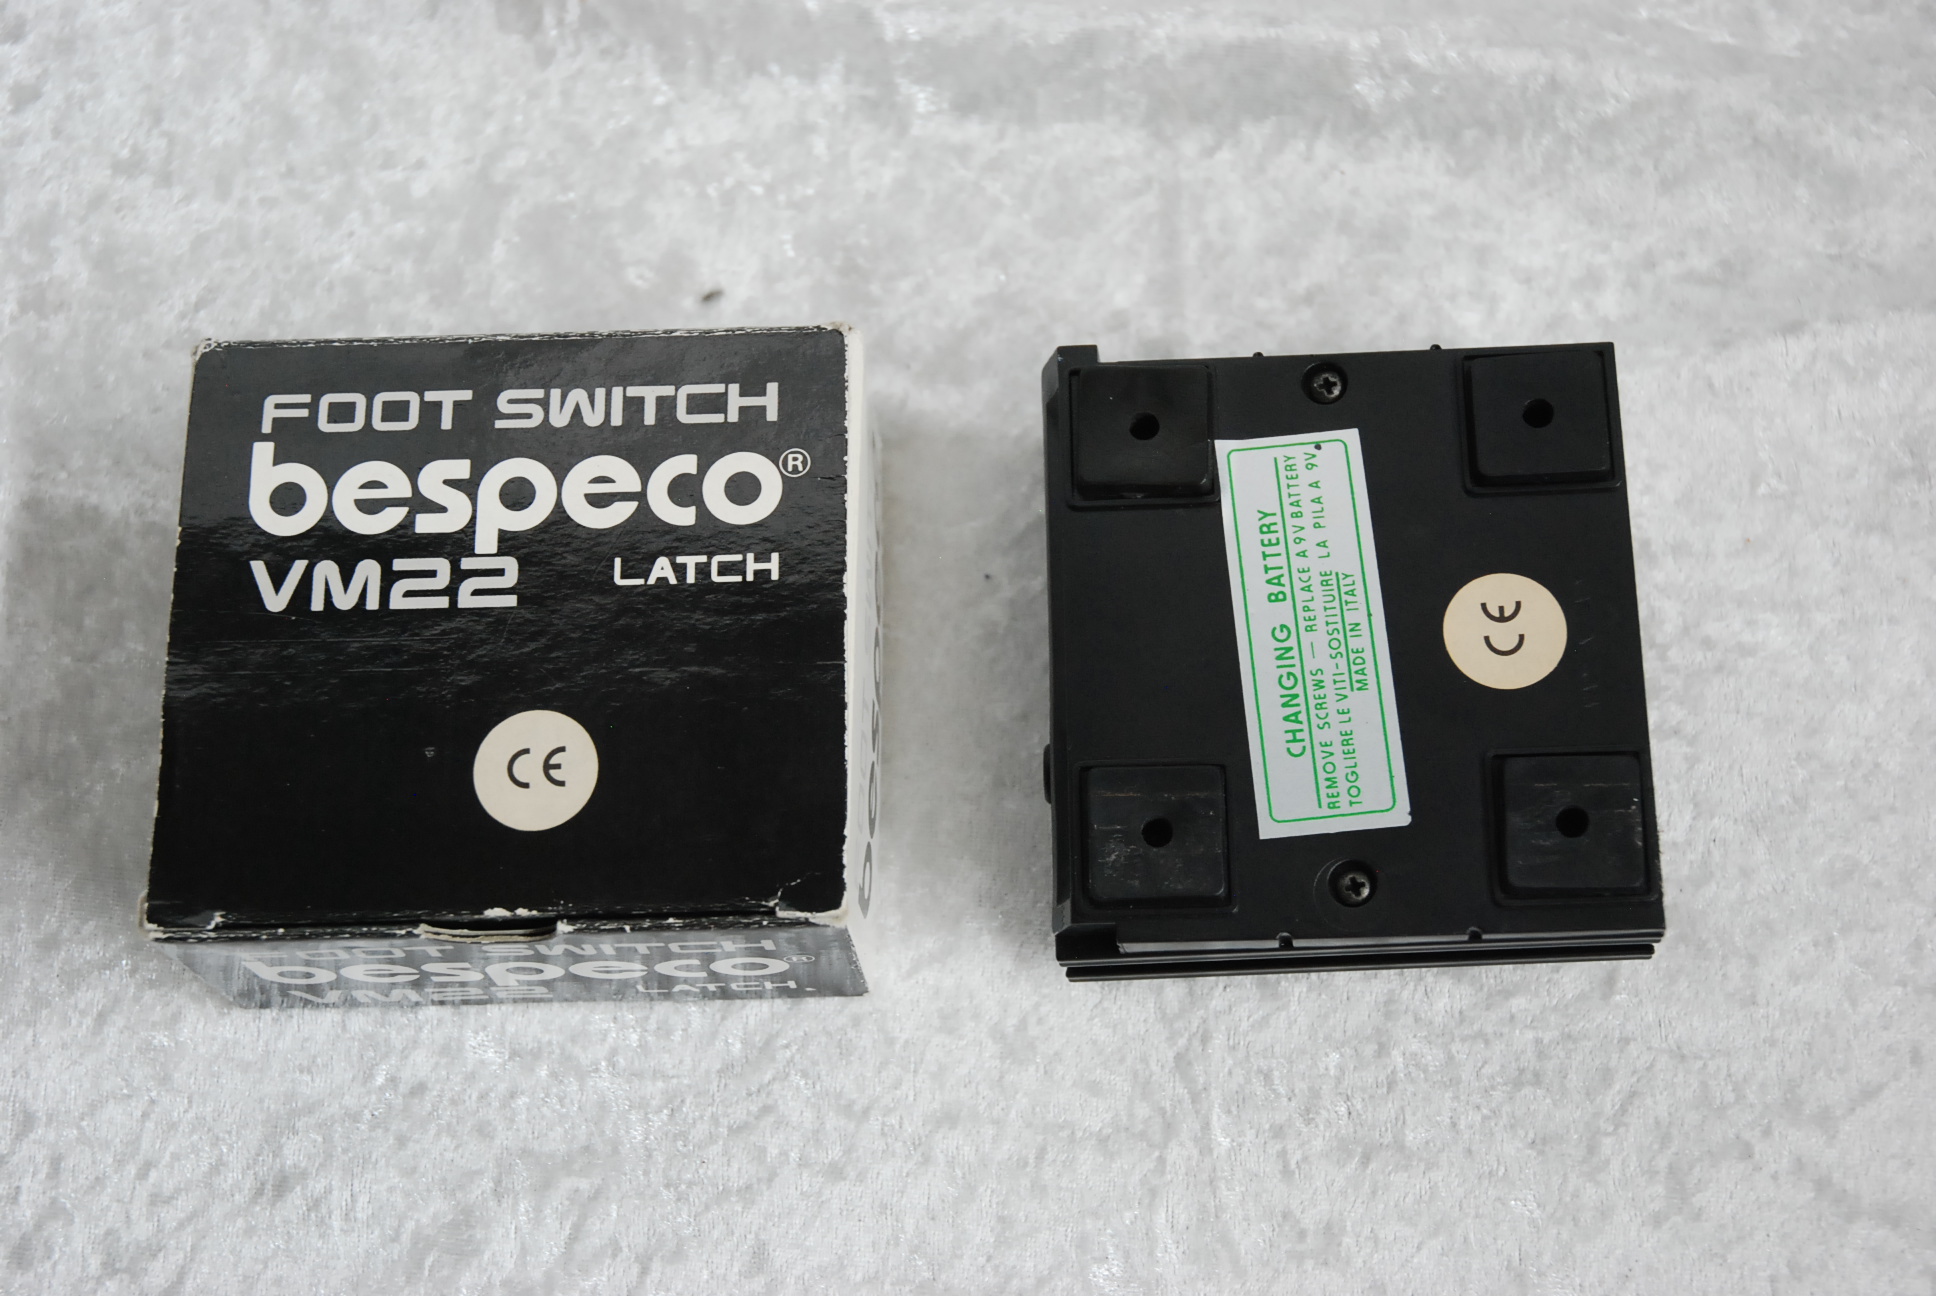 FOOT SWITCH
bespeco®
VM22 LATCH
CE
FOOT SWITCH
bespeco®
VM22 LATCH
bespeco
CHANGING BATTERY
REMOVE SCREWS — REPLACE A 9V BATTERY
TOGLIERE LE VITI-SOSTITUIRE LA PILA A 9V.
MADE IN ITALY
CE